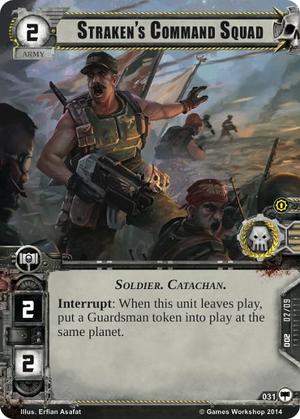 2
STRAKEN'S COMMAND SQUAD
ARMY
SOLDIER. CATACHAN.
2
Interrupt: When this unit leaves play,
put a Guardsman token into play at
the same planet.
2
002 02/09
031
Illus. Erfian Asafat
© Games Workshop 2014